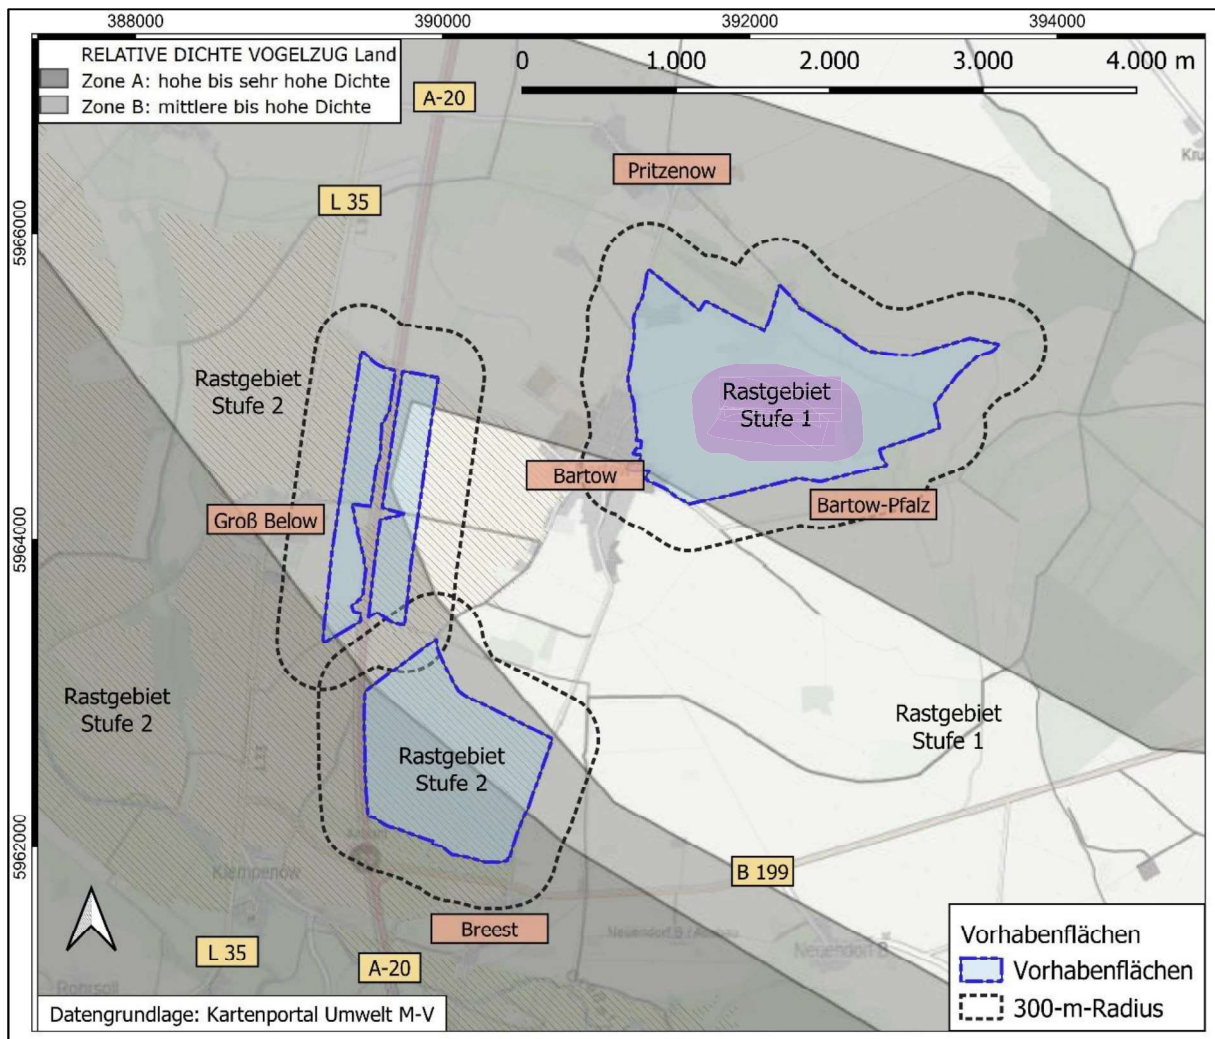 388000
390000
392000
394000
RELATIVE DICHTE VOGELZUG Land
Zone A: hohe bis sehr hohe Dichte
Zone B: mittlere bis hohe Dichte
0
1.000
2.000
3.000
4.000 m
A-20
Kru
Pritzenow
L 35
5966000
Rastgebiet
Stufe 2
Rastgebiet
Stufe 1
Bartow
Bartow-Pfalz
Groß Below
5964000
Rastgebiet
Stufe 2
Rastgebiet
Stufe 1
Rastgebiet
Stufe 2
5962000
Klempenow
B 199
Breest
Neuendorf B
L 35
A-20
Vorhabenflächen
Vorhabenflächen
300-m-Radius
Datengrundlage: Kartenportal Umwelt M-V